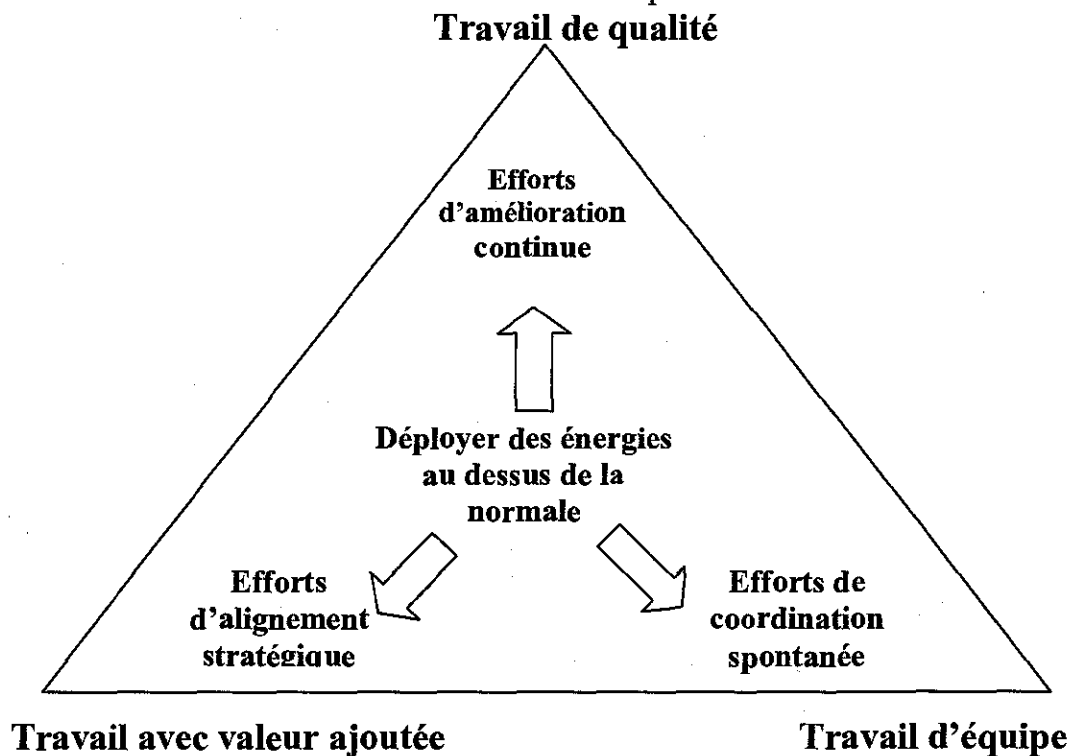 Travail de qualité
Efforts
d'amélioration
continue
Déployer des énergies
au dessus de la
normale
Efforts
d'alignement
stratégique
Efforts de
coordination
spontanée
Travail avec valeur ajoutée
Travail d'équipe